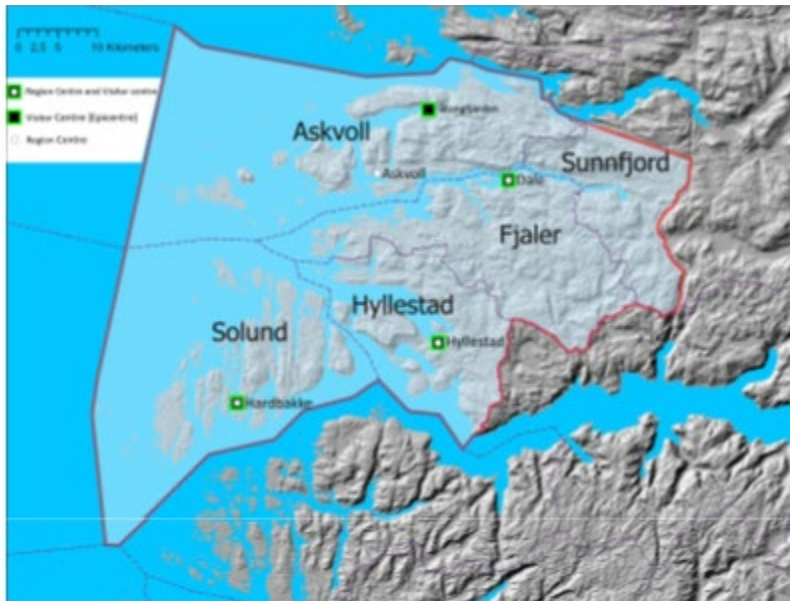 0 2,5 5 10 Kilometers
Region Centre and Visitor centre
Visitor Centre (Epicentre)
Region Centre
Askvoll
Sunnfjord
Askvoll
Dale
Fjaler
Hyllestad
Solund
Hyllestad
Hardbakke